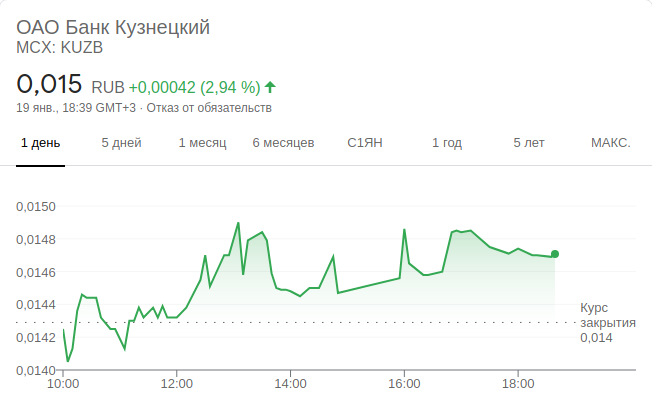 ОАО Банк Кузнецкий
MCX: KUZB
0,015 RUB +0,00042 (2,94 %)
19 янв., 18:39 GMT+3 · Отказ от обязательств
1 день 5 дней 1 месяц 6 месяцев С1ЯН 1 год 5 лет МАКС.
0,0150
0,0148
0,0146
0,0144
0,0142
0,0140
Курс
закрытия
0,014
10:00 12:00 14:00 16:00 18:00